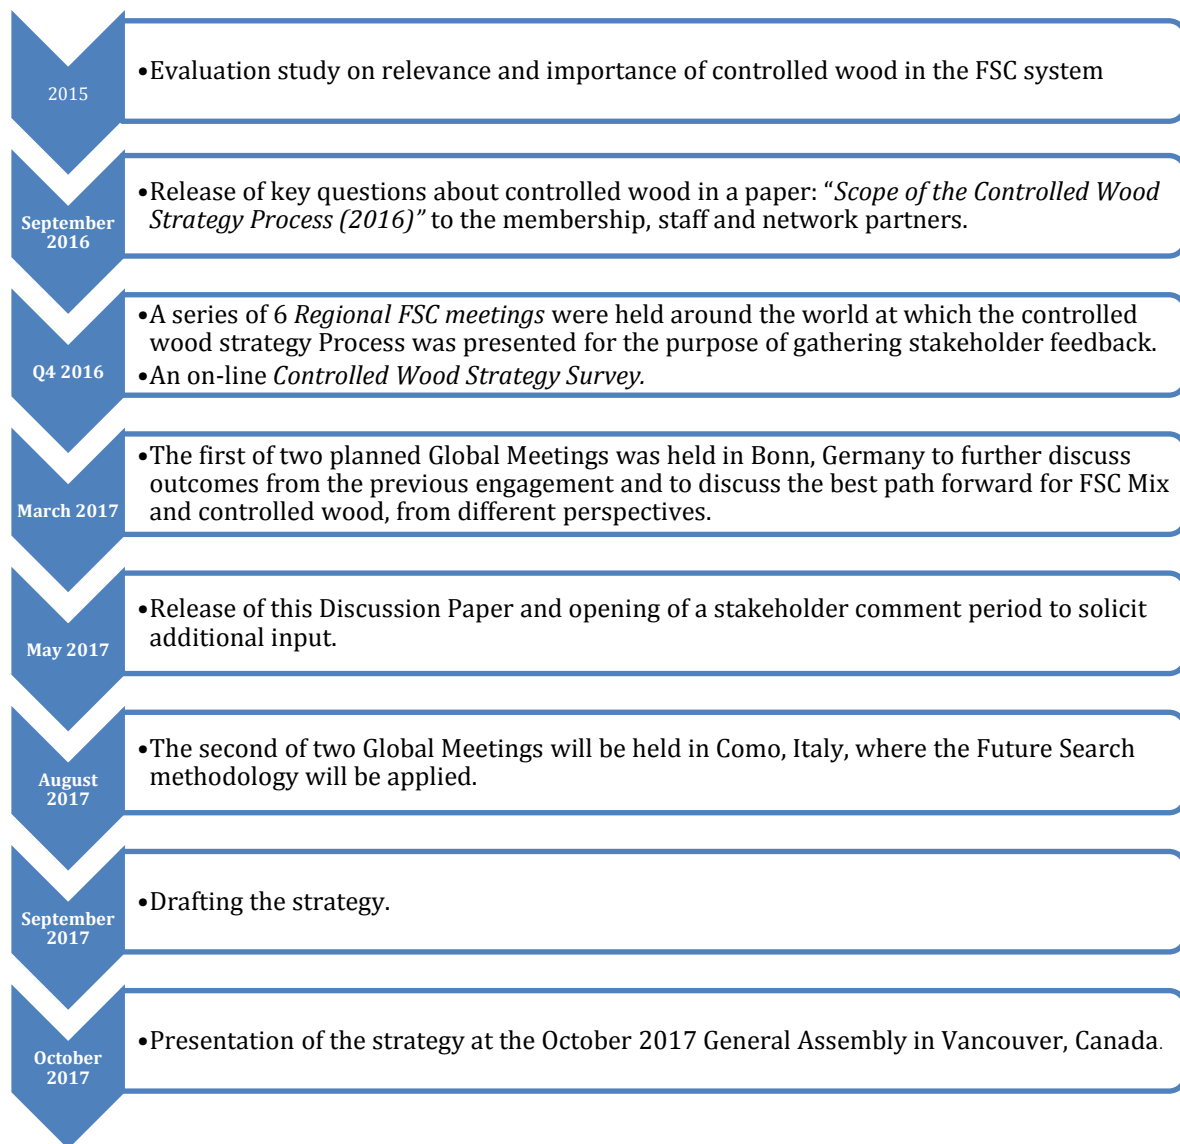 2015
•Evaluation study on relevance and importance of controlled wood in the FSC system
September
2016
•Release of key questions about controlled wood in a paper: “Scope of the Controlled Wood
Strategy Process (2016)” to the membership, staff and network partners.
Q4 2016
•A series of 6 Regional FSC meetings were held around the world at which the controlled
wood strategy Process was presented for the purpose of gathering stakeholder feedback.
•An on-line Controlled Wood Strategy Survey.
March 2017
•The first of two planned Global Meetings was held in Bonn, Germany to further discuss
outcomes from the previous engagement and to discuss the best path forward for FSC Mix
and controlled wood, from different perspectives.
May 2017
•Release of this Discussion Paper and opening of a stakeholder comment period to solicit
additional input.
August
2017
•The second of two Global Meetings will be held in Como, Italy, where the Future Search
methodology will be applied.
September
2017
•Drafting the strategy.
October
2017
•Presentation of the strategy at the October 2017 General Assembly in Vancouver, Canada.